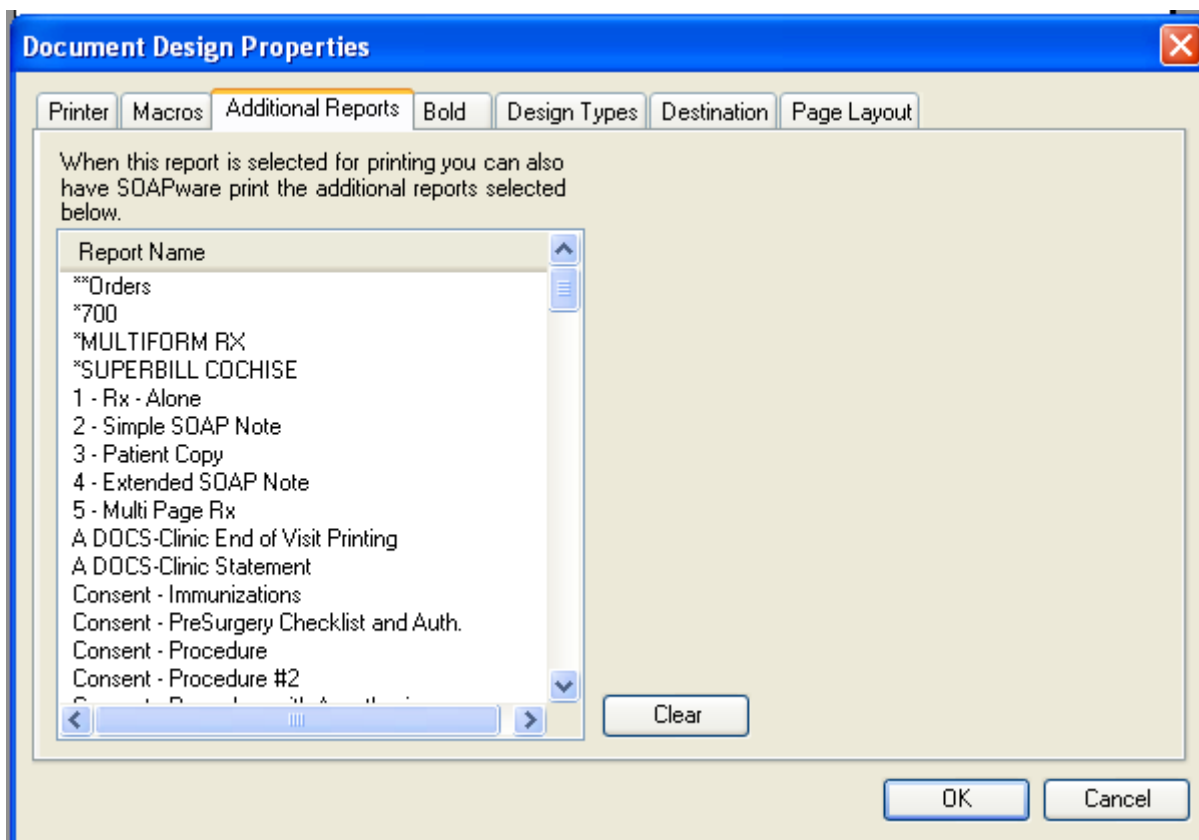 Document Design Properties
Printer
Macros
Additional Reports
Bold
Design Types
Destination
Page Layout
When this report is selected for printing you can also
have SOAPware print the additional reports selected
below.
Report Name
**Orders
*700
*MULTIFORM RX
*SUPERBILL COCHISE
1 - Rx - Alone
2 - Simple SOAP Note
3 - Patient Copy
4 - Extended SOAP Note
5 - Multi Page Rx
A DOCS-Clinic End of Visit Printing
A DOCS-Clinic Statement
Consent - Immunizations
Consent - PreSurgery Checklist and Auth.
Consent - Procedure
Consent - Procedure #2
Clear
OK
Cancel